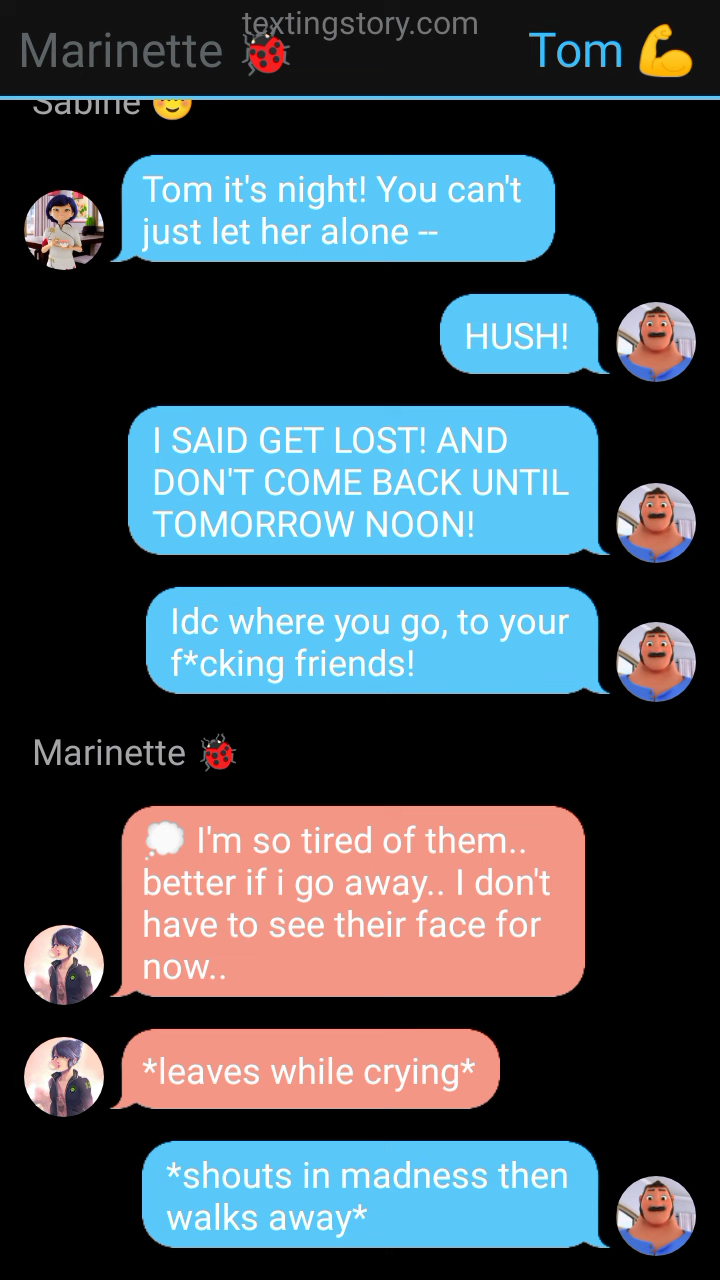 textingstory.com
Marinette 🐞
Tom 💪
Sabine 😇
Tom it's night! You can't
just let her alone --
HUSH!
I SAID GET LOST! AND
DON'T COME BACK UNTIL
TOMORROW NOON!
Idc where you go, to your
f*cking friends!
Marinette 🐞
💭 I'm so tired of them..
better if i go away.. I don't
have to see their face for
now..
*leaves while crying*
*shouts in madness then
walks away*